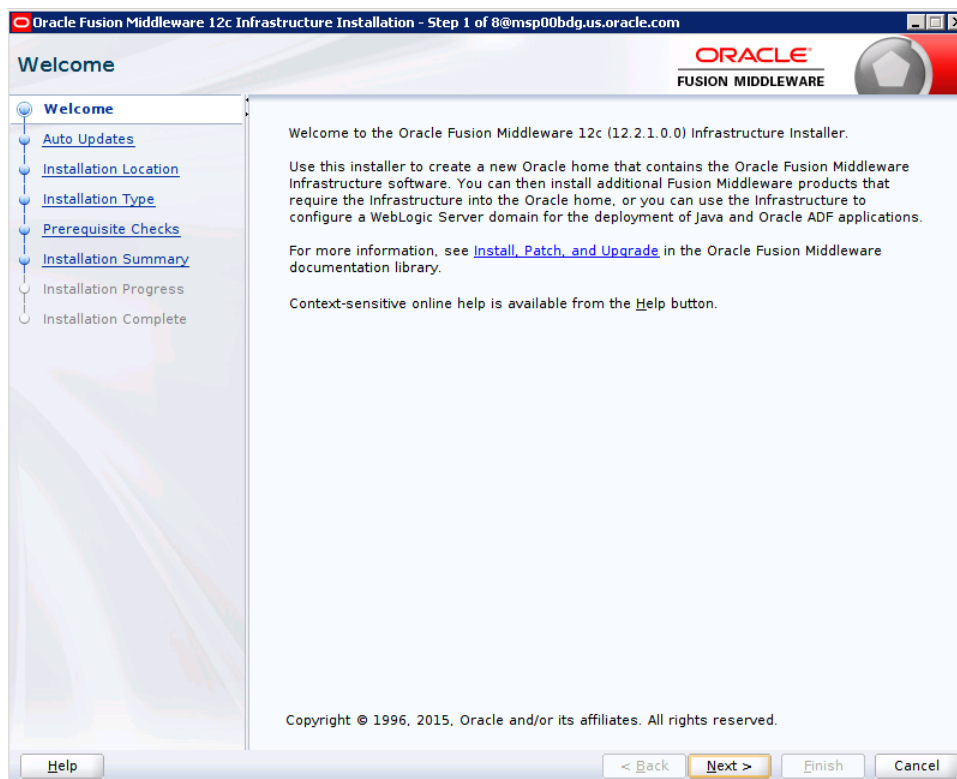 Oracle Fusion Middleware 12c Infrastructure Installation - Step 1 of 8@msp00bdg.us.oracle.com
Welcome
ORACLE
FUSION MIDDLEWARE
Welcome
Auto Updates
Installation Location
Installation Type
Prerequisite Checks
Installation Summary
Installation Progress
Installation Complete
Welcome to the Oracle Fusion Middleware 12c (12.2.1.0.0) Infrastructure Installer.
Use this installer to create a new Oracle home that contains the Oracle Fusion Middleware
Infrastructure software. You can then install additional Fusion Middleware products that
require the Infrastructure into the Oracle home, or you can use the Infrastructure to
configure a WebLogic Server domain for the deployment of Java and Oracle ADF applications.
For more information, see Install, Patch, and Upgrade in the Oracle Fusion Middleware
documentation library.
Context-sensitive online help is available from the Help button.
Copyright © 1996, 2015, Oracle and/or its affiliates. All rights reserved.
Help
< Back
Next >
Finish
Cancel